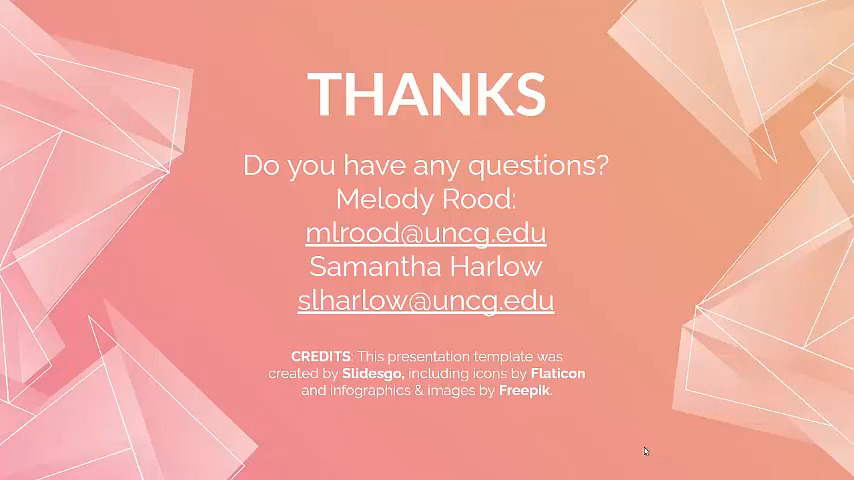 THANKS
Do you have any questions?
Melody Rood:
mlrood@uncg.edu
Samantha Harlow
slharlow@uncg.edu
CREDITS: This presentation template was
created by Slidesgo, including icons by Flaticon
and infographics & images by Freepik.